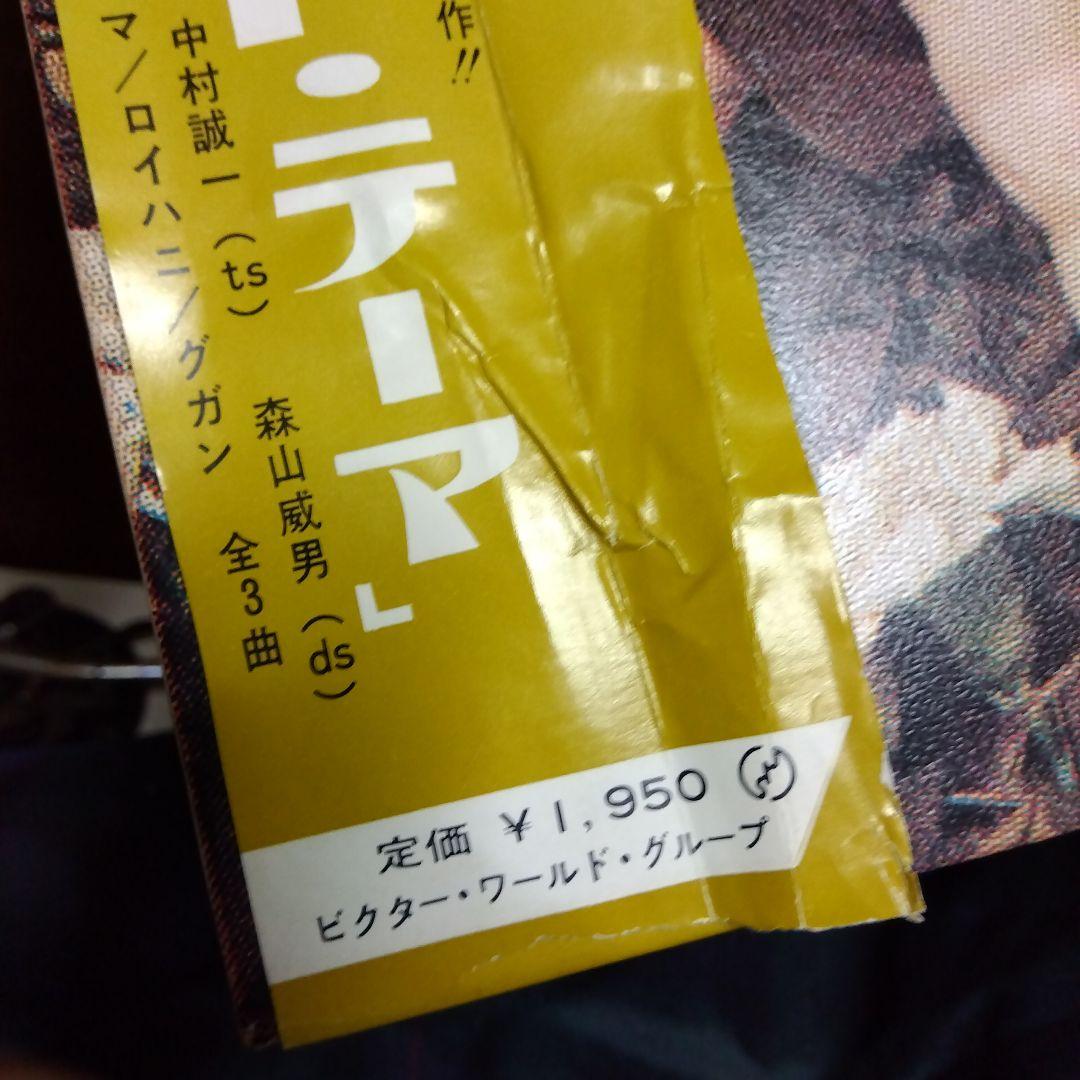 作!!
ト・テーマ」
中村誠一(ts) 森山威男(ds)
マ/ロイハニ/グガン 全3曲
定価 ¥1,950
ビクター・ワールド・グループ